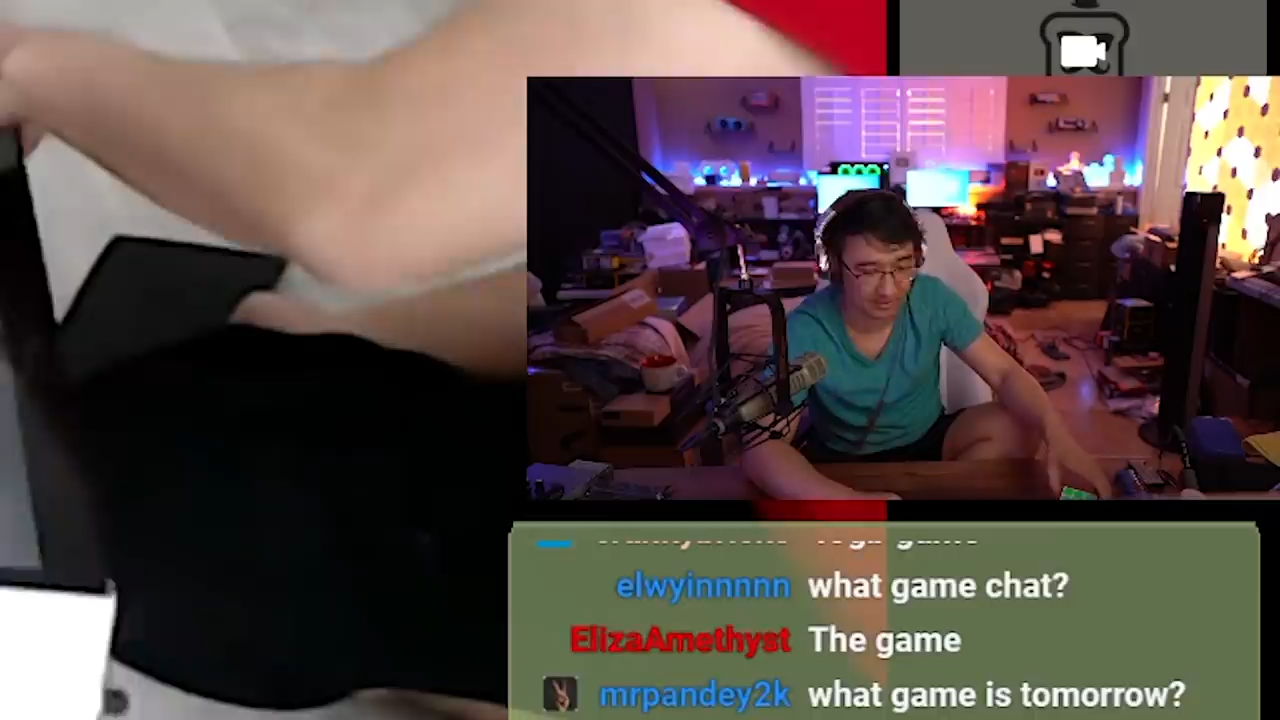 elwyinnnnn what game chat?
ElizaAmethyst The game
mrpandey2k what game is tomorrow?